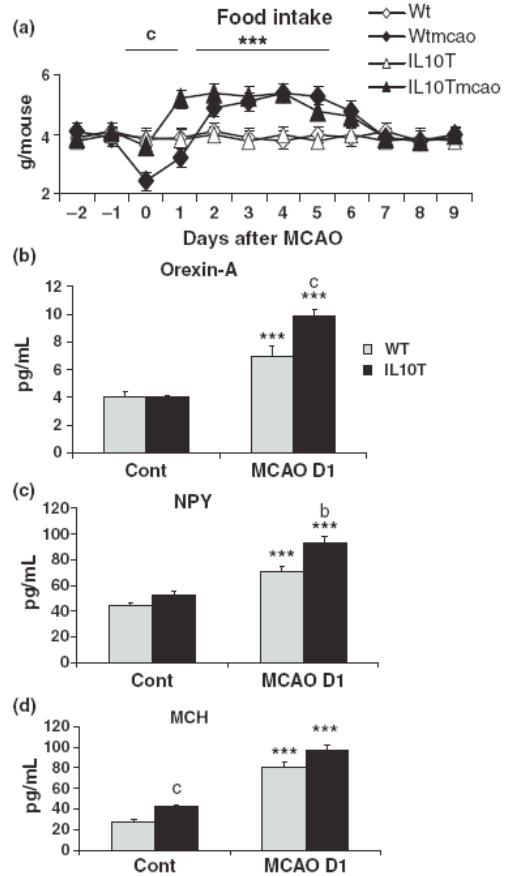 (a)
Food intake
c
***
Wt
Wtmcao
IL10T
IL10Tmcao
6
4
2
g/mouse
–2 –1 0 1 2 3 4 5 6 7 8 9
Days after MCAO
(b)
Orexin-A
12
10
8
6
4
2
0
pg/mL
***
c
***
WT
IL10T
Cont MCAO D1
(c)
NPY
120
100
80
60
40
20
0
pg/mL
***
b
***
Cont MCAO D1
(d)
MCH
120
100
80
60
40
20
0
pg/mL
c
***
***
Cont MCAO D1